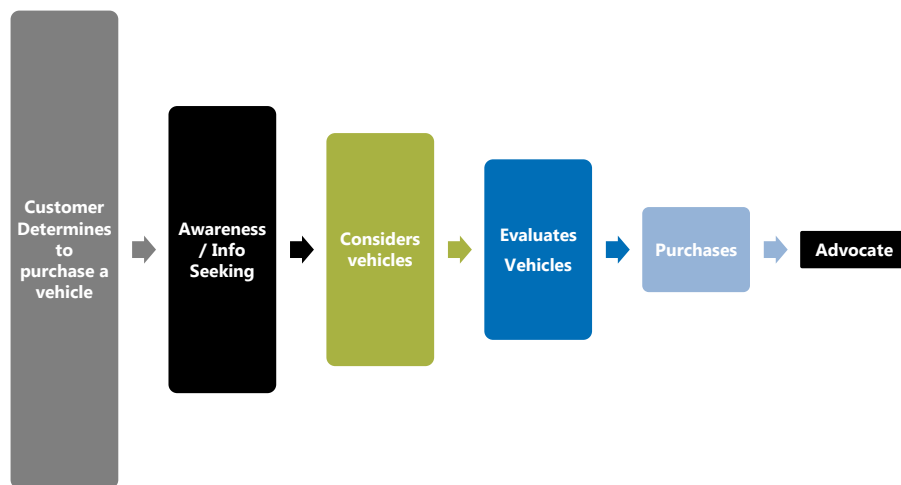 Customer
Determines
to
purchase a
vehicle
Awareness
/ Info
Seeking
Considers
vehicles
Evaluates
Vehicles
Purchases
Advocate